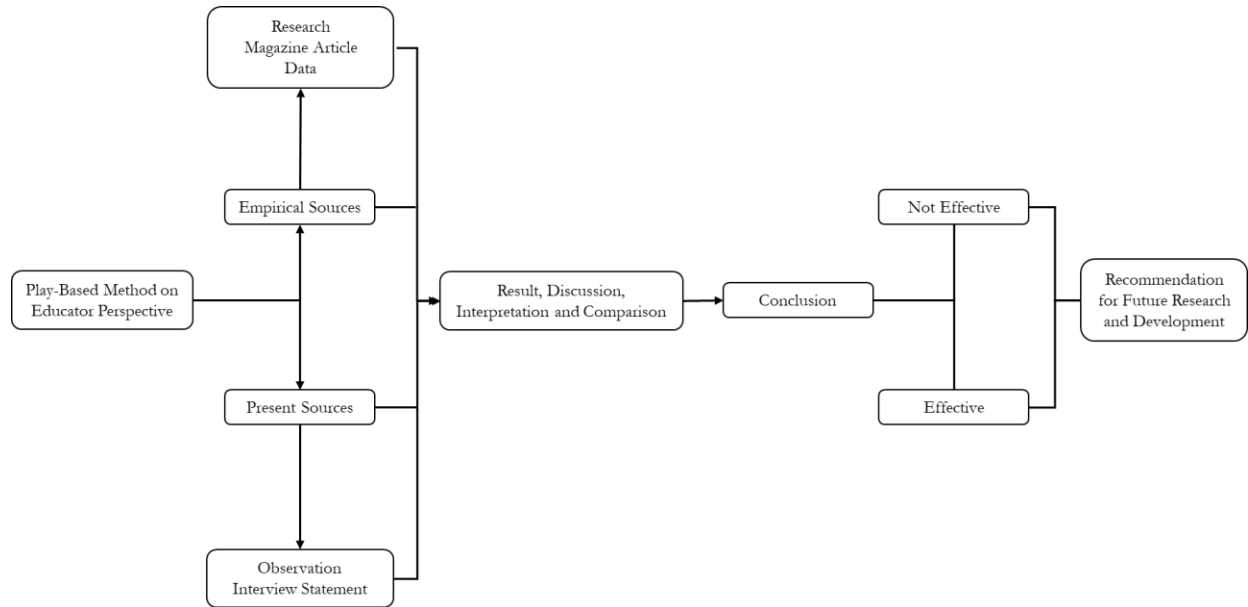 Research
Magazine Article
Data
Empirical Sources
Play-Based Method on
Educator Perspective
Present Sources
Observation
Interview Statement
Result, Discussion,
Interpretation and Comparison
Conclusion
Not Effective
Effective
Recommendation
for Future Research
and Development